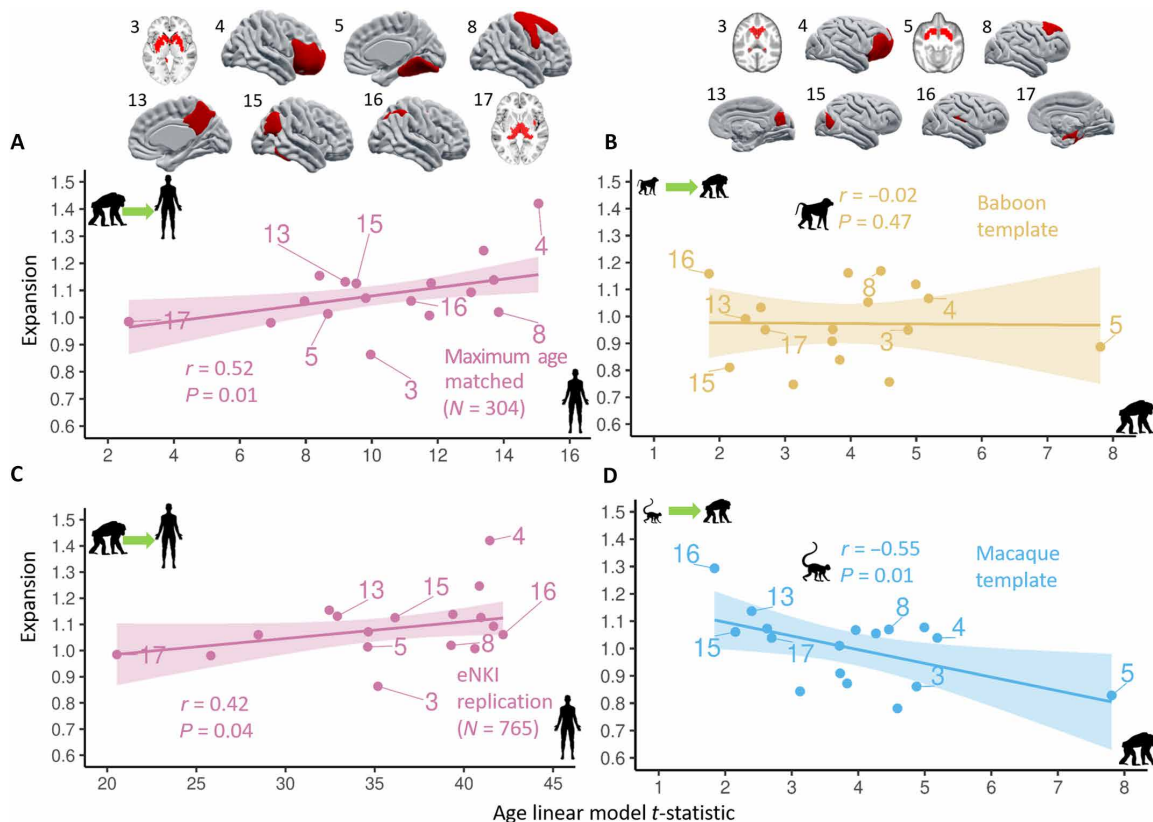 3 4 5 8
13 15 16 17
3 4 5 8
13 15 16 17
A
1.5
1.4
1.3
1.2
1.1
1.0
0.9
0.8
0.7
0.6
Expansion
13 15 4
17 5 16 8
3
r = 0.52
P = 0.01
Maximum age
matched
(N = 304)
2 4 6 8 10 12 14 16
B
1.5
1.4
1.3
1.2
1.1
1.0
0.9
0.8
0.7
0.6
r = −0.02
P = 0.47
Baboon
template
16 8
13 4
17 3 5
15
1 2 3 4 5 6 7 8
C
1.5
1.4
1.3
1.2
1.1
1.0
0.9
0.8
0.7
0.6
Expansion
4
13 15 16
17 5 8
3
r = 0.42
P = 0.04
eNKI
replication
(N = 765)
20 25 30 35 40 45
D
1.5
1.4
1.3
1.2
1.1
1.0
0.9
0.8
0.7
0.6
r = −0.55
P = 0.01
Macaque
template
16
13 8 4
15 17
3 5
1 2 3 4 5 6 7 8
Age linear model t-statistic